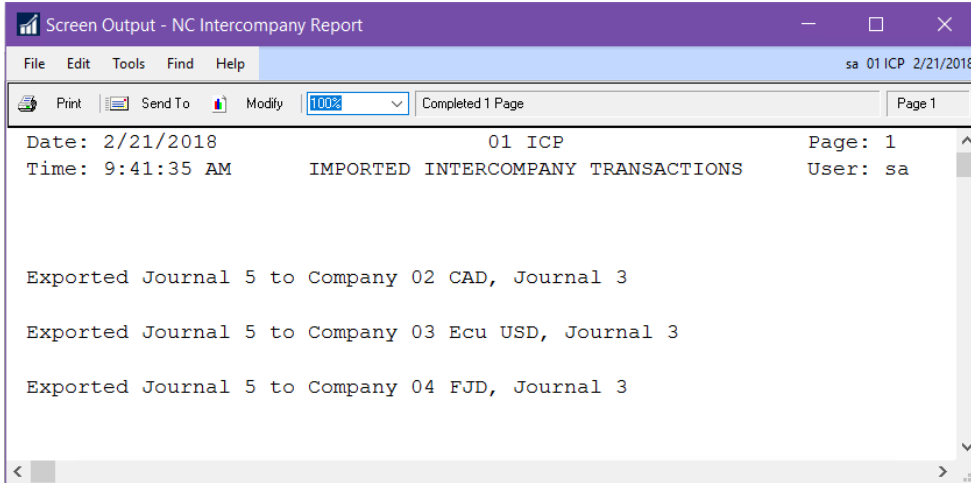 Screen Output - NC Intercompany Report
File Edit Tools Find Help sa 01 ICP 2/21/2018
Print Send To Modify 100% Completed 1 Page Page 1
Date: 2/21/2018 01 ICP Page: 1
Time: 9:41:35 AM IMPORTED INTERCOMPANY TRANSACTIONS User: sa
Exported Journal 5 to Company 02 CAD, Journal 3
Exported Journal 5 to Company 03 Ecu USD, Journal 3
Exported Journal 5 to Company 04 FJD, Journal 3